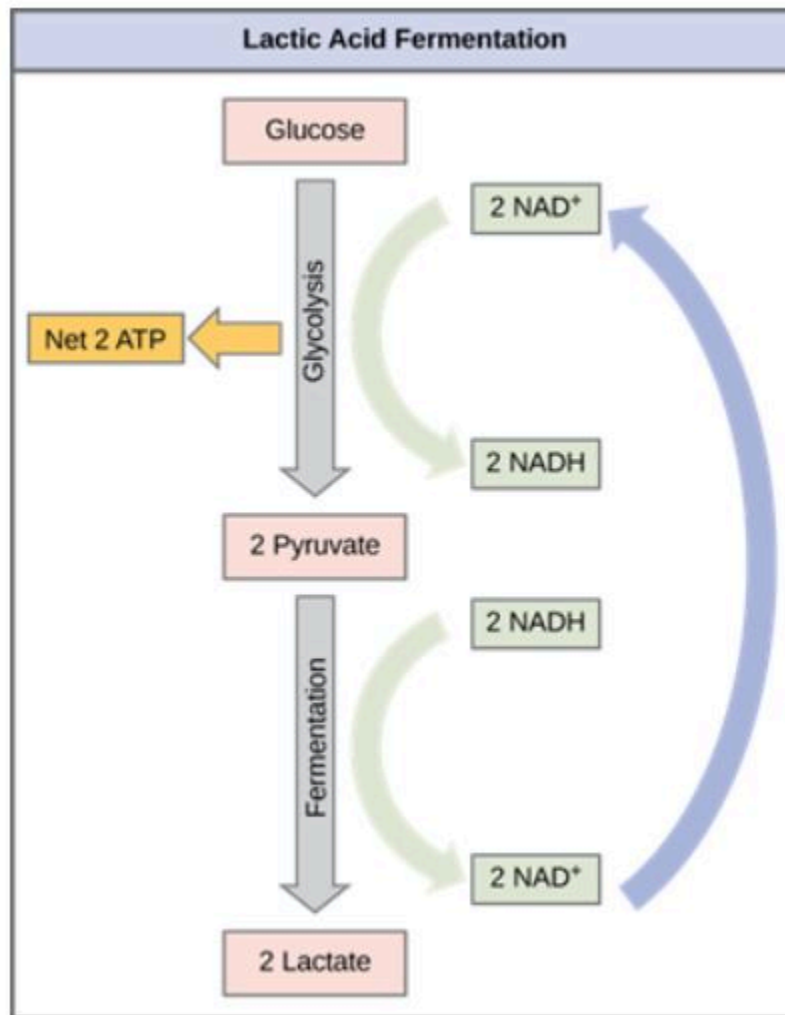 Lactic Acid Fermentation
Glucose
2 NAD⁺
Glycolysis
Net 2 ATP
2 NADH
2 Pyruvate
2 NADH
Fermentation
2 NAD⁺
2 Lactate